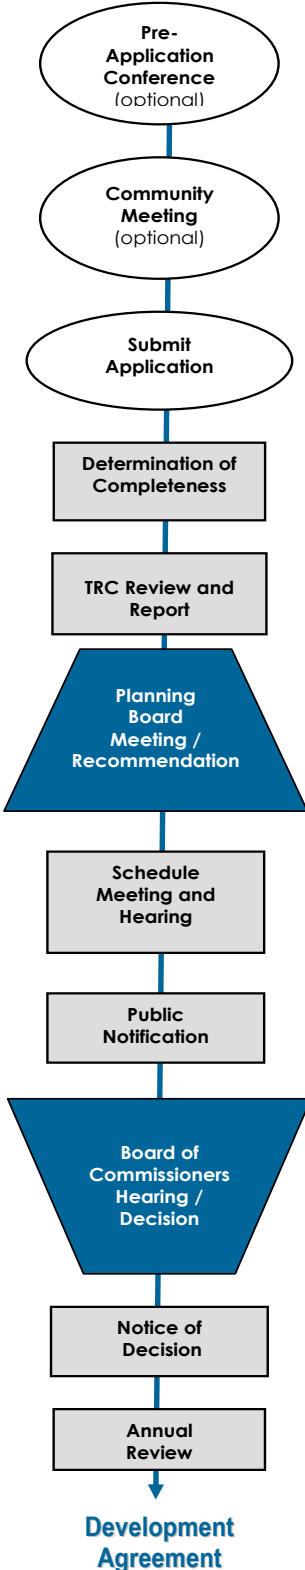 Pre-
Application
Conference
(optional)
Community
Meeting
(optional)
Submit
Application
Determination of
Completeness
TRC Review and
Report
Planning
Board
Meeting /
Recommendation
Schedule
Meeting and
Hearing
Public
Notification
Board of
Commissioners
Hearing /
Decision
Notice of
Decision
Annual
Review
Development
Agreement